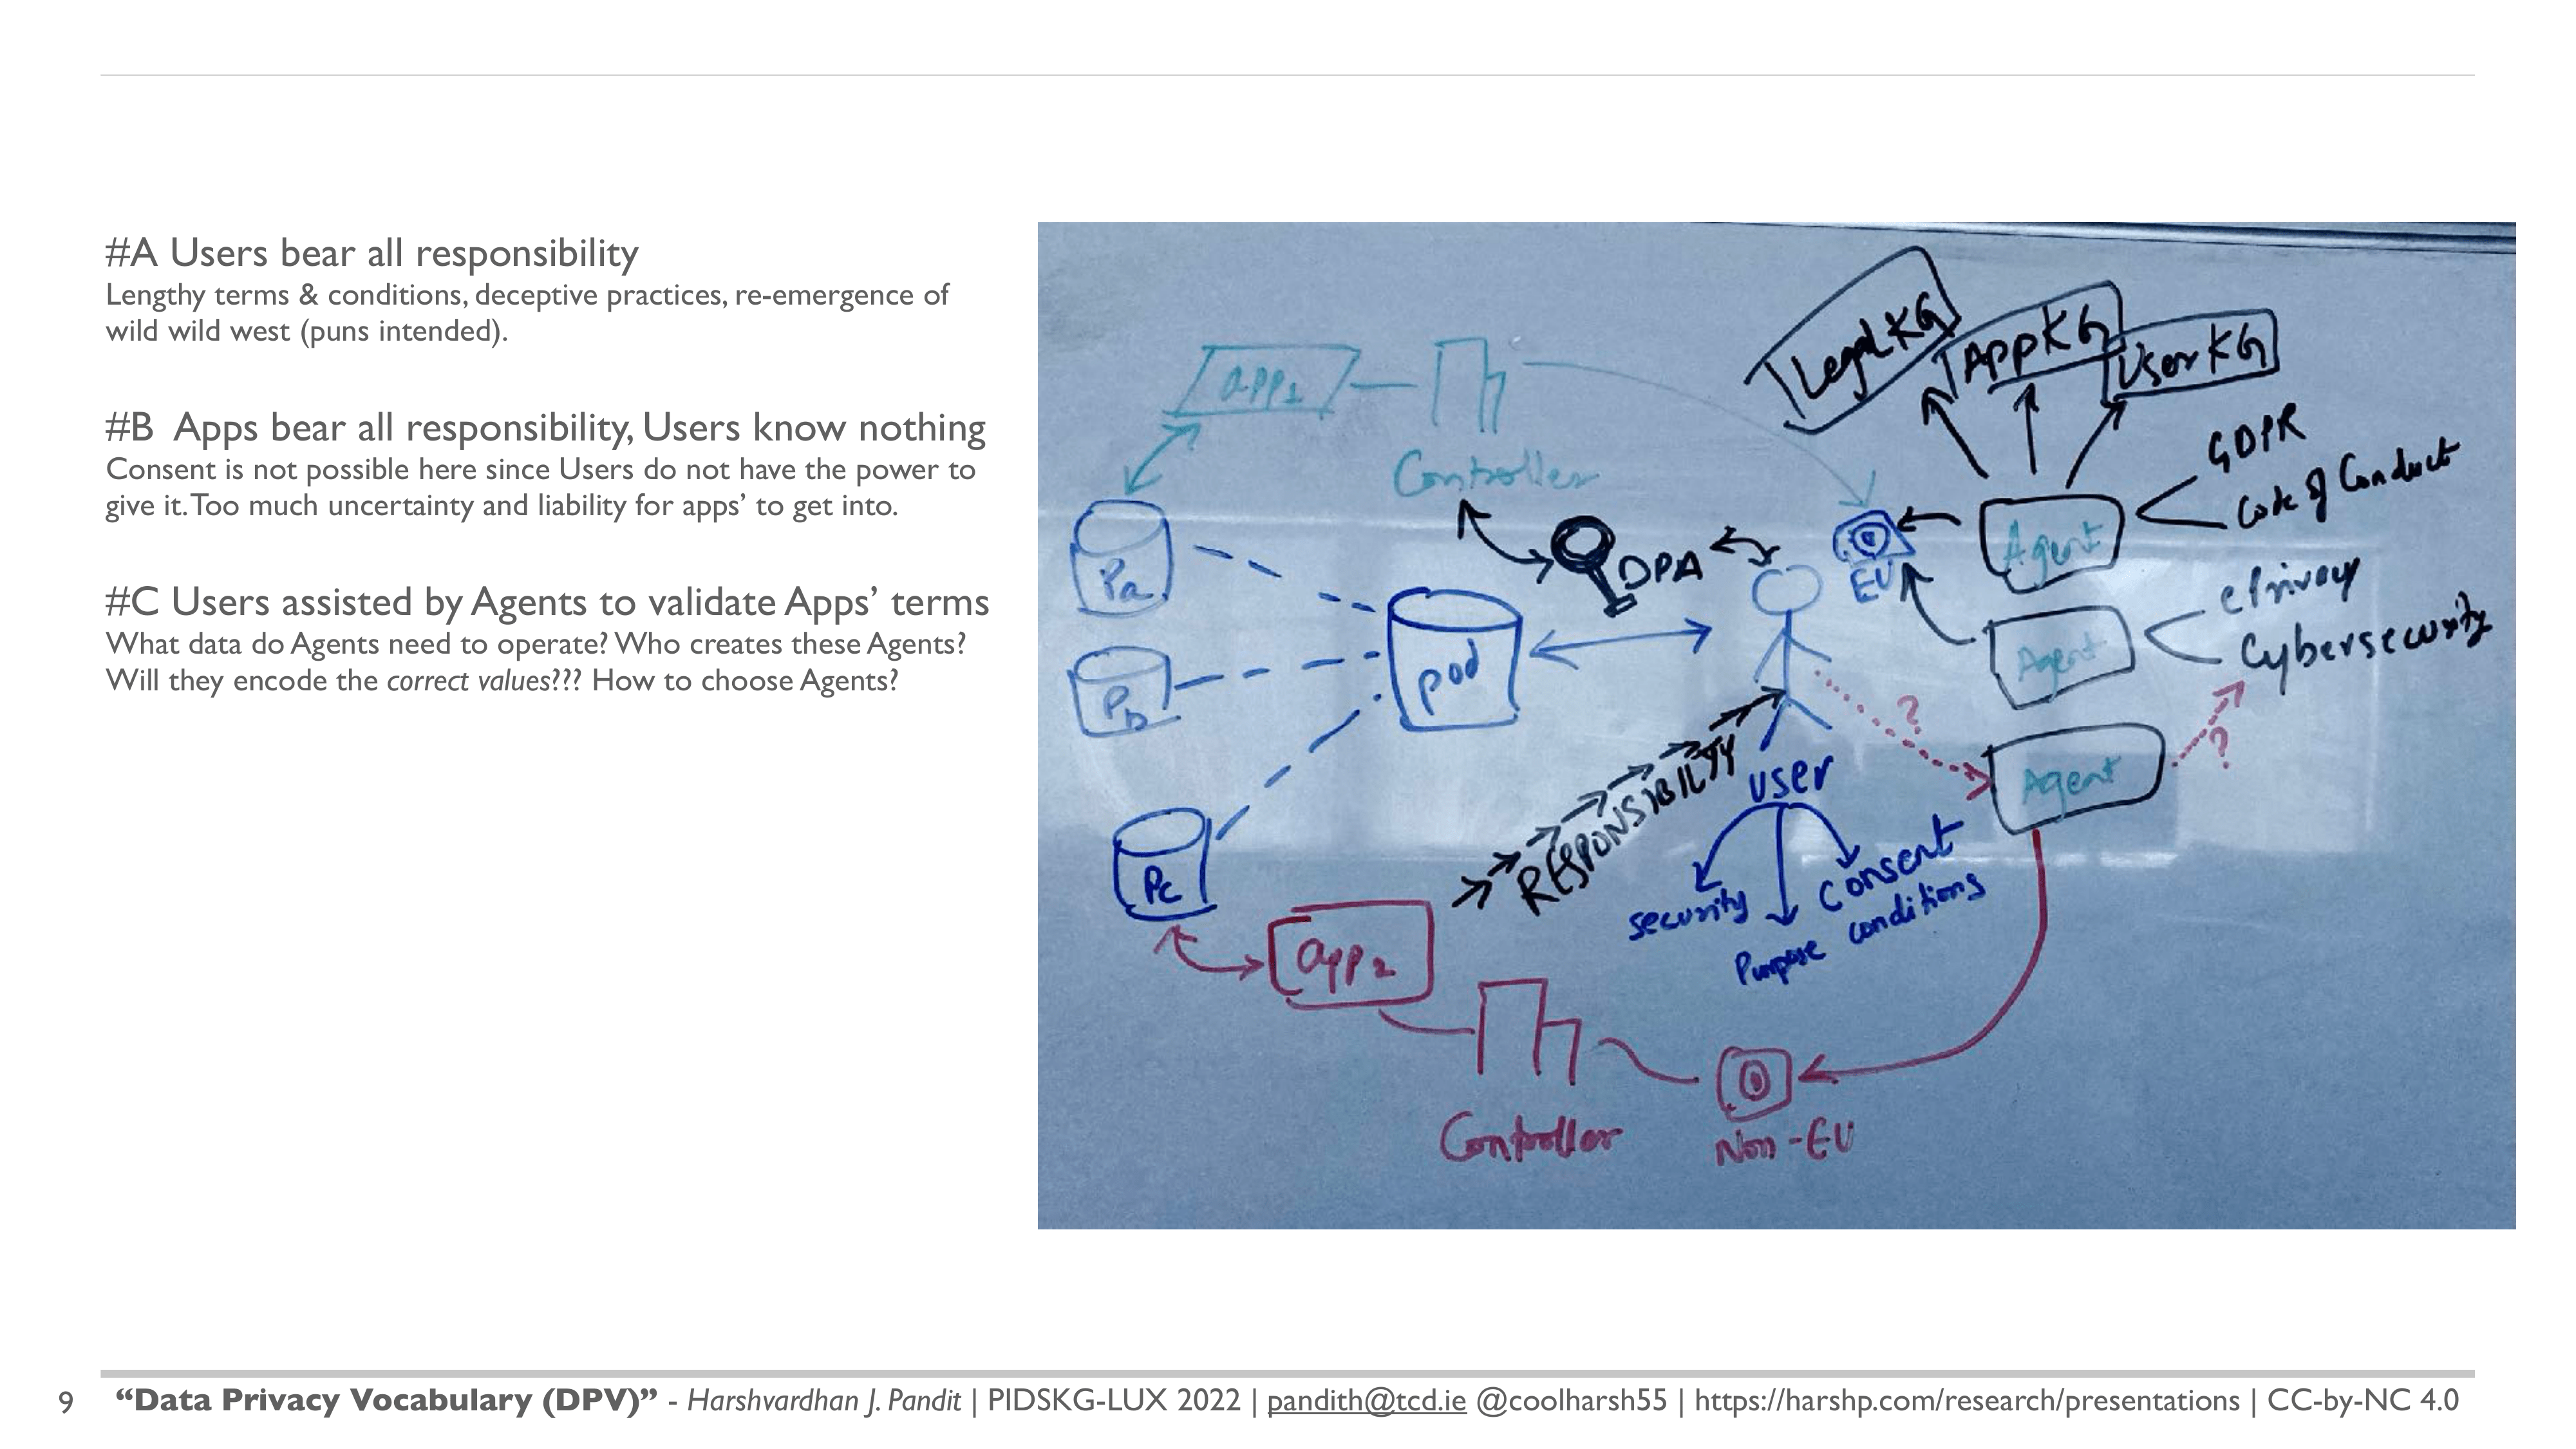 #A Users bear all responsibility
Lengthy terms & conditions, deceptive practices, re-emergence of
wild wild west (puns intended).
#B Apps bear all responsibility, Users know nothing
Consent is not possible here since Users do not have the power to
give it. Too much uncertainty and liability for apps’ to get into.
#C Users assisted by Agents to validate Apps’ terms
What data do Agents need to operate? Who creates these Agents?
Will they encode the correct values??? How to choose Agents?
Legal KG
App KG
User KG
app1
Controller
GDPR
Code of Conduct
Pa
DPA
EU
Agent
ePrivacy
Cybersecurity
Pb
pod
Agent
?
?
RESPONSIBILITY
user
Agent
Pc
security
Purpose
Consent
conditions
app2
Controller
Non-EU
9 “Data Privacy Vocabulary (DPV)” - Harshvardhan J. Pandit | PIDSKG-LUX 2022 | pandith@tcd.ie @coolharsh55 | https://harshp.com/research/presentations | CC-by-NC 4.0